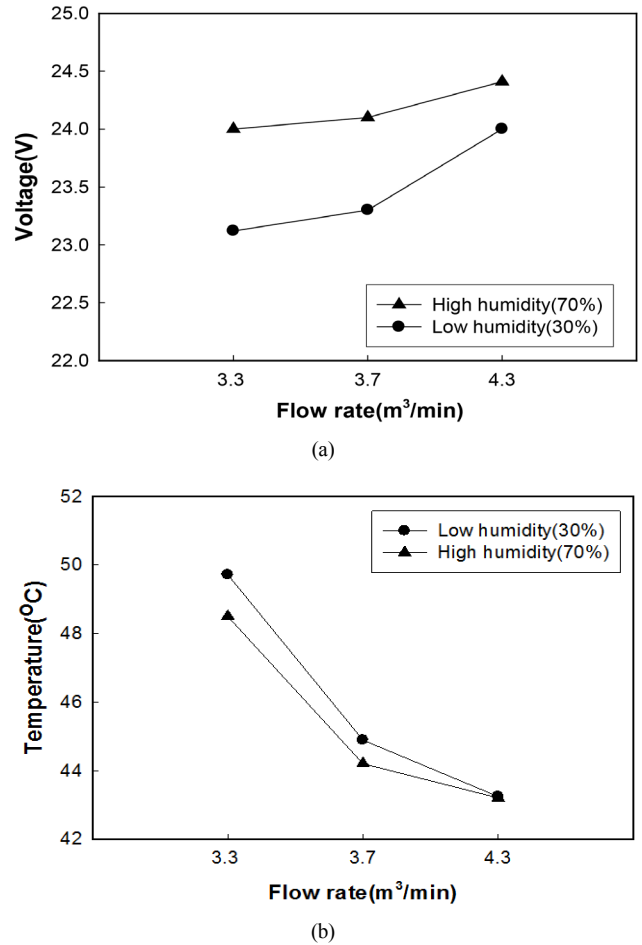 25.0
24.5
24.0
23.5
23.0
22.5
22.0
Voltage(V)
High humidity(70%)
Low humidity(30%)
3.3 3.7 4.3
Flow rate(m³/min)
(a)
52
50
48
45
44
42
Temperature(⁰C)
Low humidity(30%)
High humidity(70%)
3.3 3.7 4.3
Flow rate(m³/min)
(b)